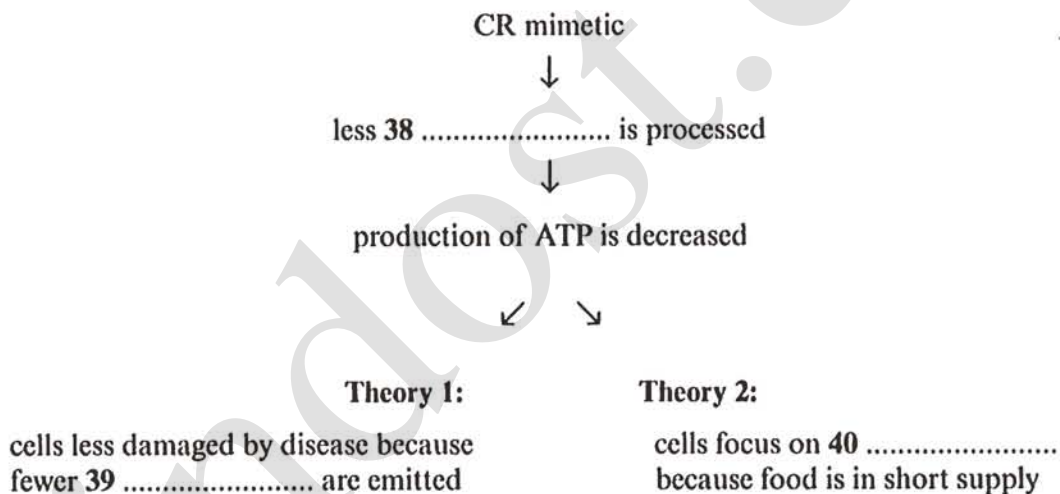 CR mimetic
↓
less 38 ........................ is processed
↓
production of ATP is decreased
↙ ↘
Theory 1: Theory 2:
cells less damaged by disease because
fewer 39 ........................ are emitted
cells focus on 40 ........................
because food is in short supply